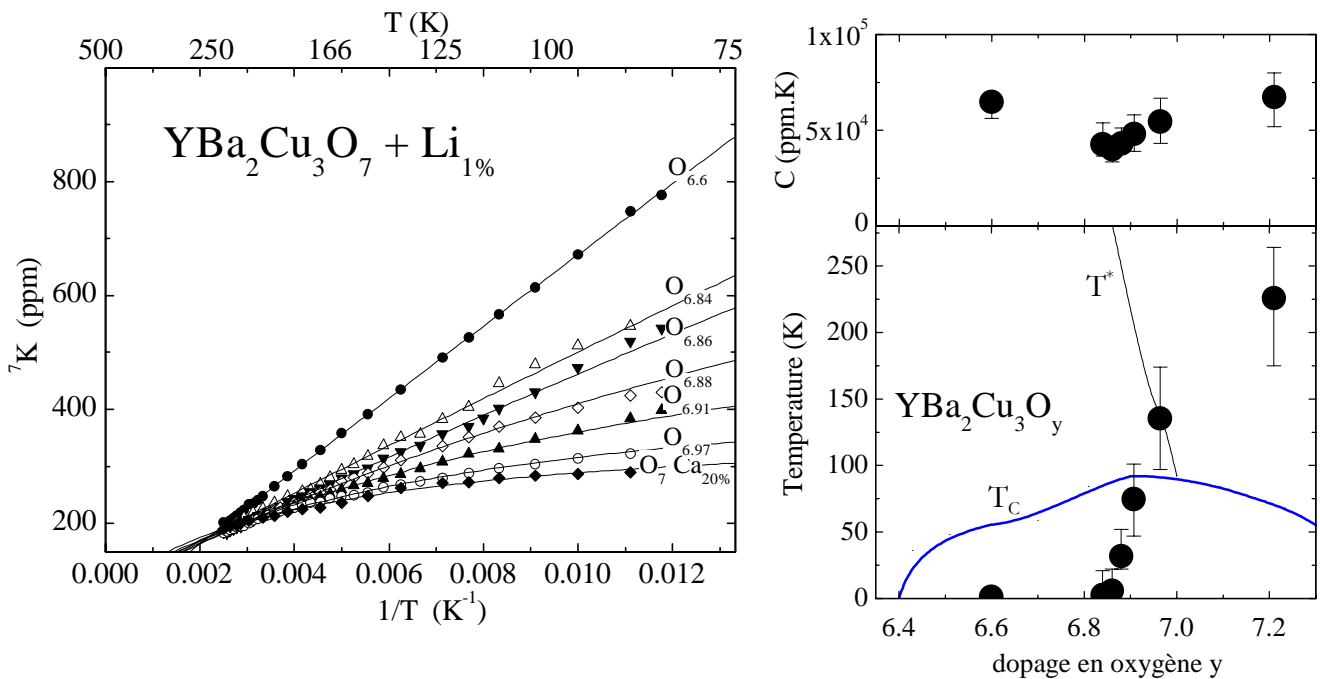 T (K)
500 250 166 125 100 75
YBa₂Cu₃O₇ + Li₁%
800
600
400
200
⁷K (ppm)
O₆.₆
O₆.₈₄
O₆.₈₆
O₆.₈₈
O₆.₉₁
O₆.₉₇
O₇ Ca₂₀%
0.000 0.002 0.004 0.006 0.008 0.010 0.012
1/T (K⁻¹)
1x10⁵
5x10⁴
0
C (ppm.K)
250
200
150
100
50
0
Temperature (K)
T*
YBa₂Cu₃Oy
T_C
6.4 6.6 6.8 7.0 7.2
dopage en oxygène y